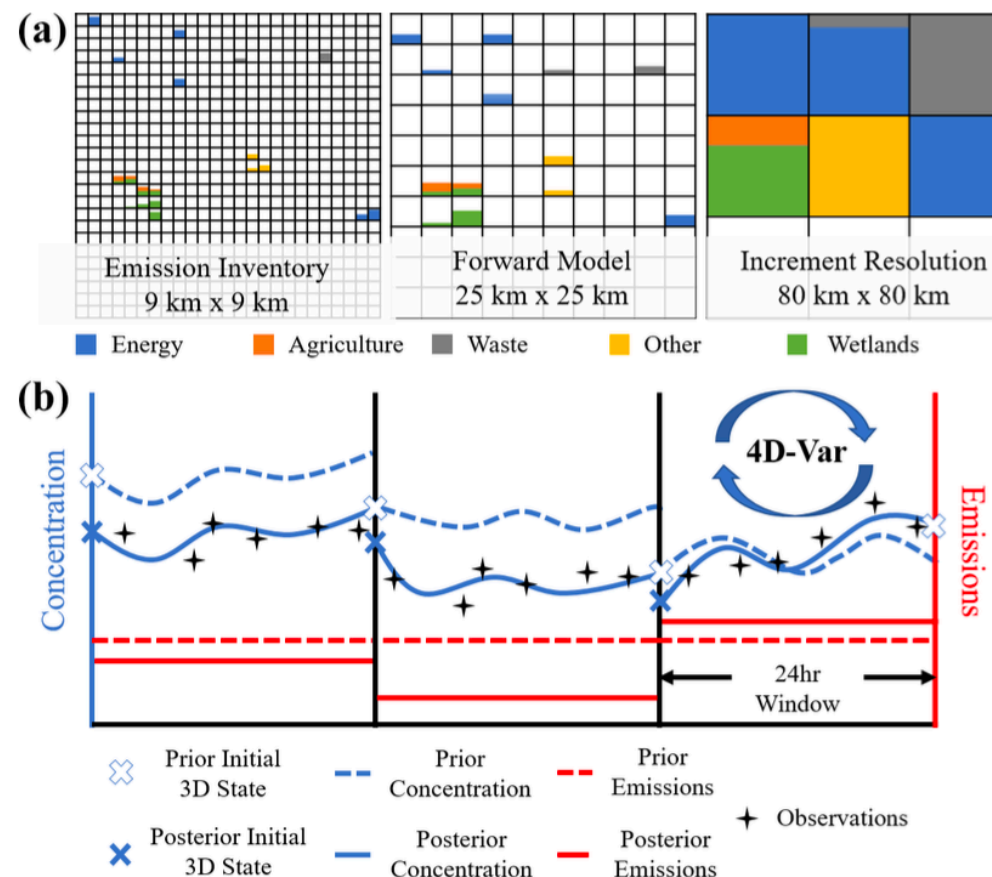 (a)
Emission Inventory
9 km x 9 km
Forward Model
25 km x 25 km
Increment Resolution
80 km x 80 km
Energy
Agriculture
Waste
Other
Wetlands
(b)
Concentration
4D-Var
Emissions
24hr
Window
Prior Initial
3D State
Prior
Concentration
Prior
Emissions
Observations
Posterior Initial
3D State
Posterior
Concentration
Posterior
Emissions